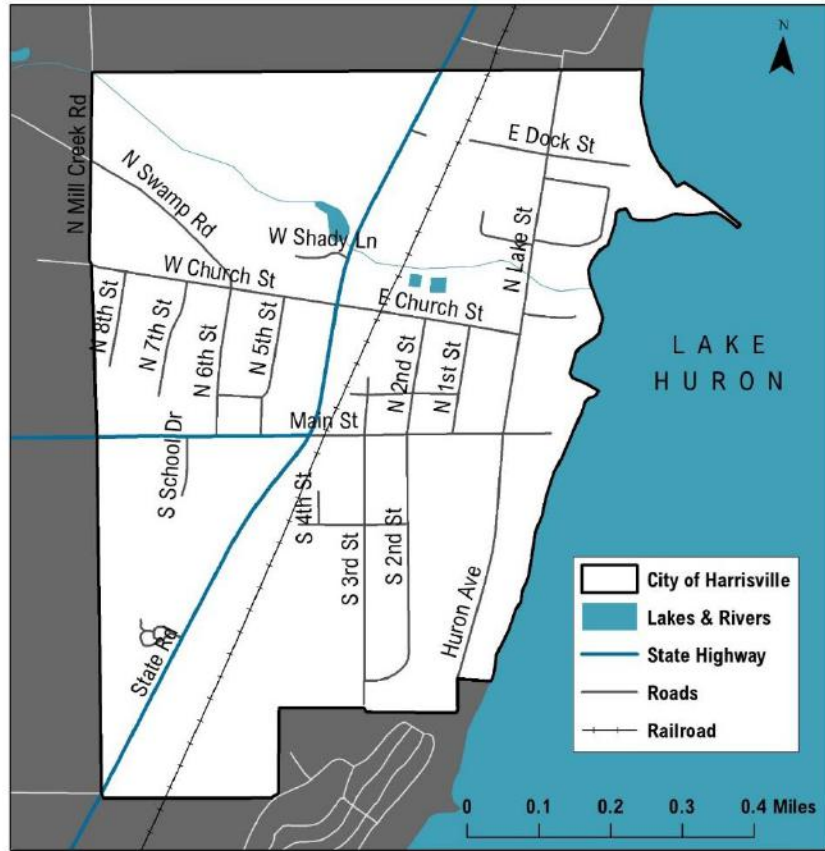 N
N Mill Creek Rd
E Dock St
N Swamp Rd
N Lake St
W Shady Ln
W Church St
E Church St
N 8th St
N 7th St
N 6th St
N 5th St
N 2nd St
N 1st St
LAKE
HURON
Main St
S School Dr
S 4th St
S 3rd St
S 2nd St
Huron Ave
State Rd
City of Harrisville
Lakes & Rivers
State Highway
Roads
Railroad
0 0.1 0.2 0.3 0.4 Miles